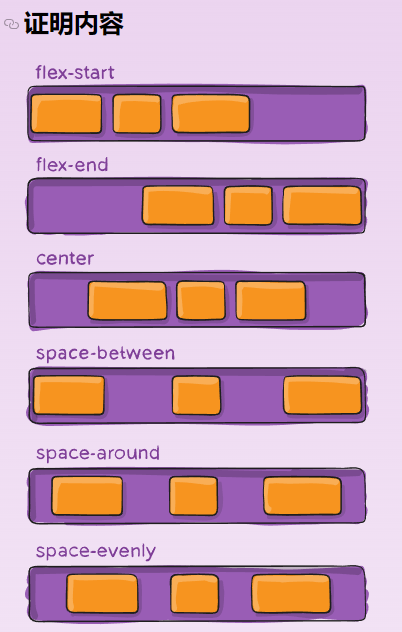 证明内容
flex-start
flex-end
center
space-between
space-around
space-evenly